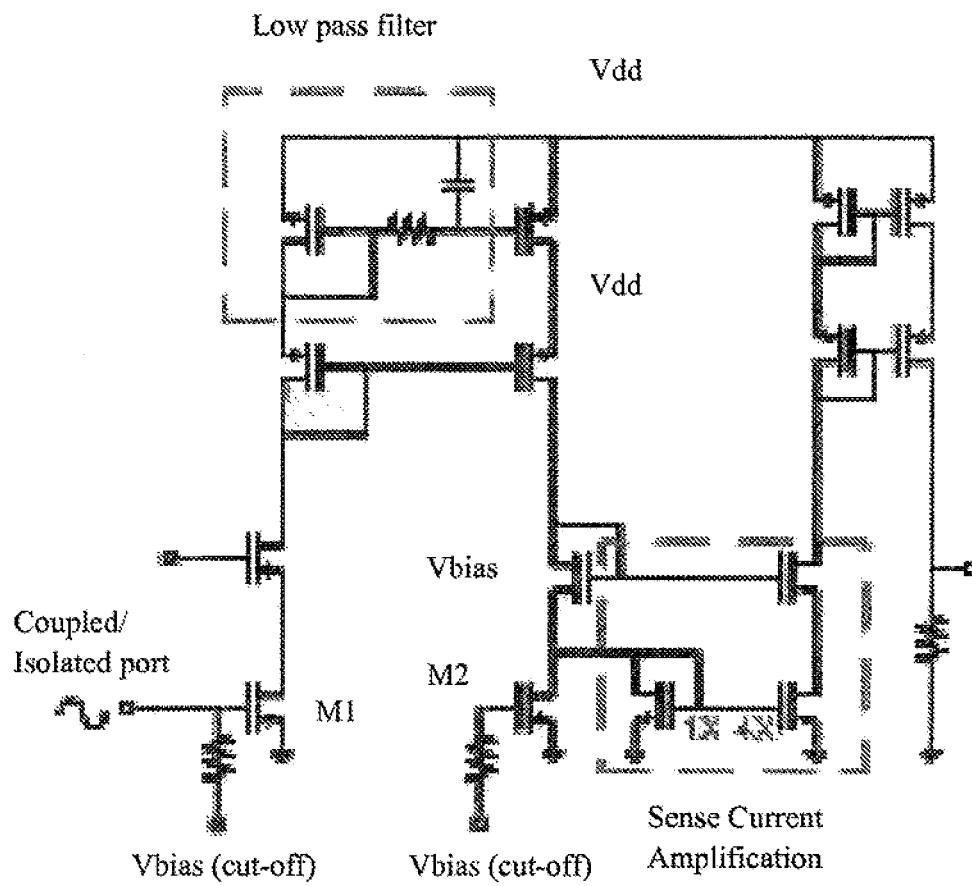 Low pass filter
Vdd
Vdd
Vbias
Coupled/
Isolated port
M1
M2
1X 4X
Sense Current
Amplification
Vbias (cut-off)
Vbias (cut-off)